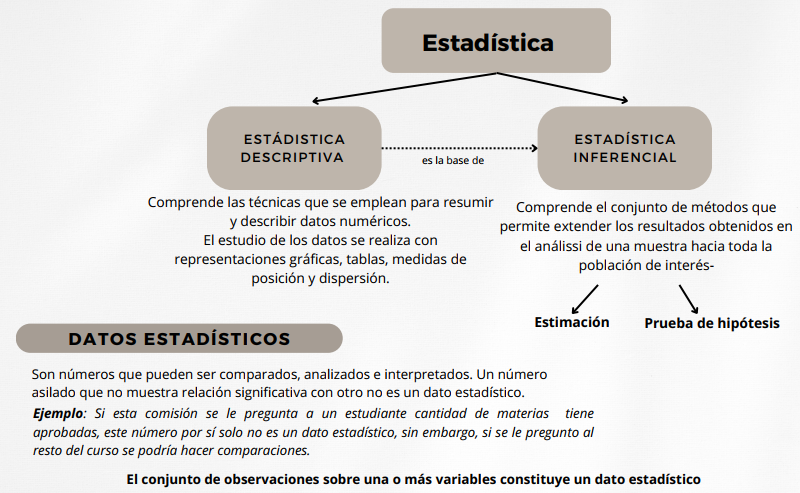 Estadística
ESTÁDISTICA
DESCRIPTIVA
es la base de
ESTADÍSTICA
INFERENCIAL
Comprende las técnicas que se emplean para resumir
y describir datos numéricos.
El estudio de los datos se realiza con
representaciones gráficas, tablas, medidas de
posición y dispersión.
Comprende el conjunto de métodos que
permite extender los resultados obtenidos en
el análissi de una muestra hacia toda la
población de interés-
Estimación
Prueba de hipótesis
DATOS ESTADÍSTICOS
Son números que pueden ser comparados, analizados e interpretados. Un número
asilado que no muestra relación significativa con otro no es un dato estadístico.
Ejemplo: Si esta comisión se le pregunta a un estudiante cantidad de materias tiene
aprobadas, este número por sí solo no es un dato estadístico, sin embargo, si se le pregunto al
resto del curso se podría hacer comparaciones.
El conjunto de observaciones sobre una o más variables constituye un dato estadístico